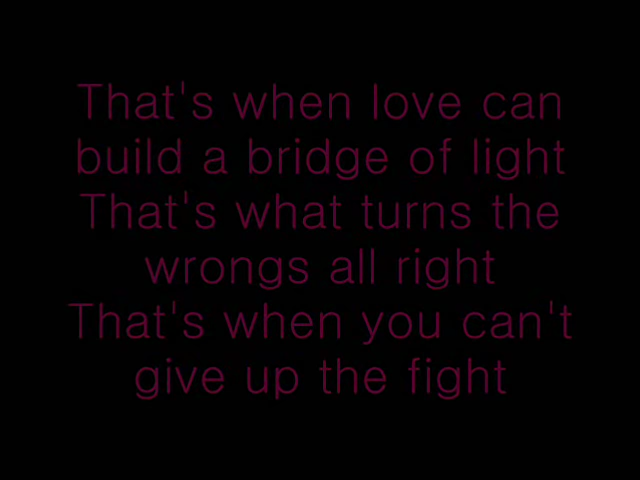 That's when love can
build a bridge of light
That's what turns the
wrongs all right
That's when you can't
give up the fight